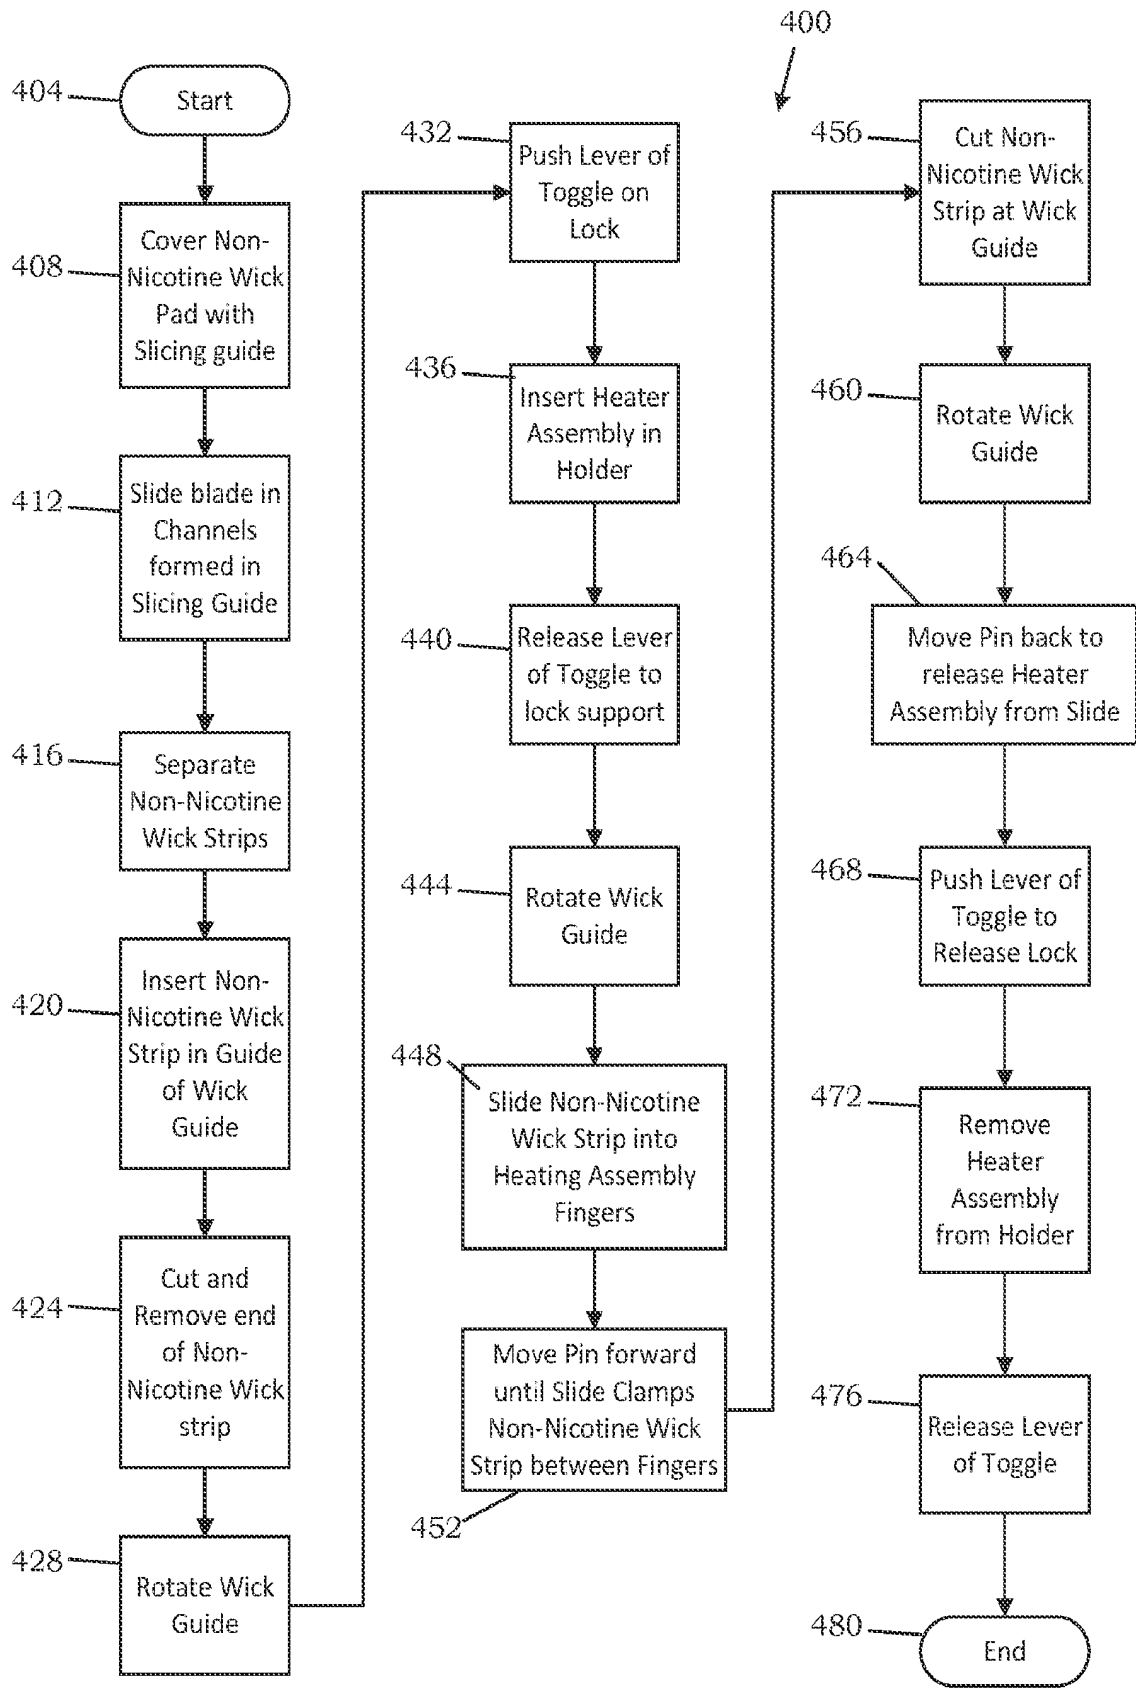 400
404
Start
408
Cover Non-
Nicotine Wick
Pad with
Slicing guide
412
Slide blade in
Channels
formed in
Slicing Guide
416
Separate
Non-Nicotine
Wick Strips
420
Insert Non-
Nicotine Wick
Strip in Guide
of Wick
Guide
424
Cut and
Remove end
of Non-
Nicotine Wick
strip
428
Rotate Wick
Guide
432
Push Lever of
Toggle on
Lock
436
Insert Heater
Assembly in
Holder
440
Release Lever
of Toggle to
lock support
444
Rotate Wick
Guide
448
Slide Non-Nicotine
Wick Strip into
Heating Assembly
Fingers
Move Pin forward
until Slide Clamps
Non-Nicotine Wick
Strip between Fingers
452
456
Cut Non-
Nicotine Wick
Strip at Wick
Guide
460
Rotate Wick
Guide
464
Move Pin back to
release Heater
Assembly from Slide
468
Push Lever of
Toggle to
Release Lock
472
Remove
Heater
Assembly
from Holder
476
Release Lever
of Toggle
480
End